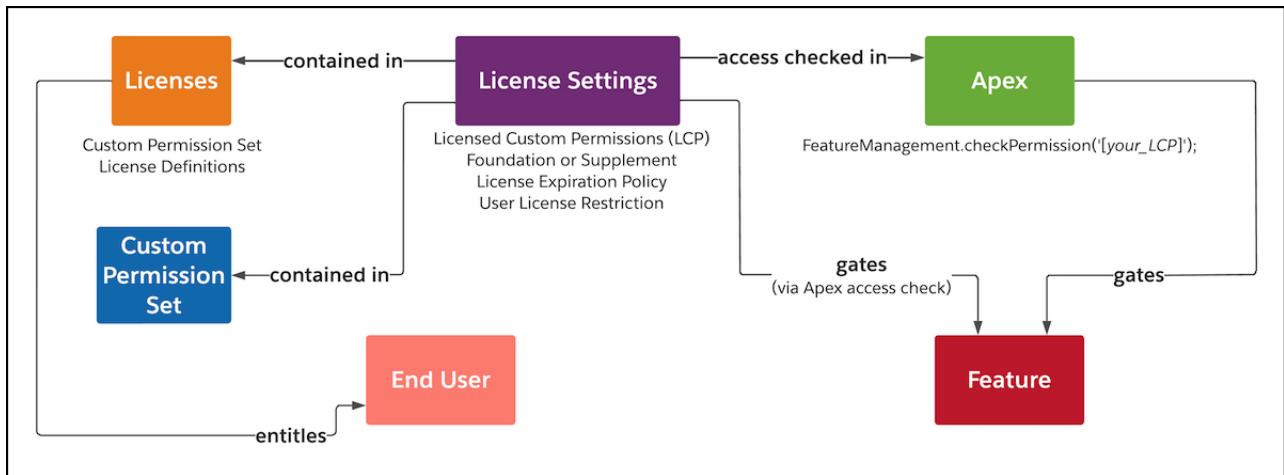 Licenses
contained in
License Settings
access checked in
Apex
Custom Permission Set
License Definitions
Licensed Custom Permissions (LCP)
Foundation or Supplement
License Expiration Policy
User License Restriction
FeatureManagement.checkPermission('[your_LCP]');
Custom
Permission
Set
contained in
gates
(via Apex access check)
gates
End User
Feature
entitles